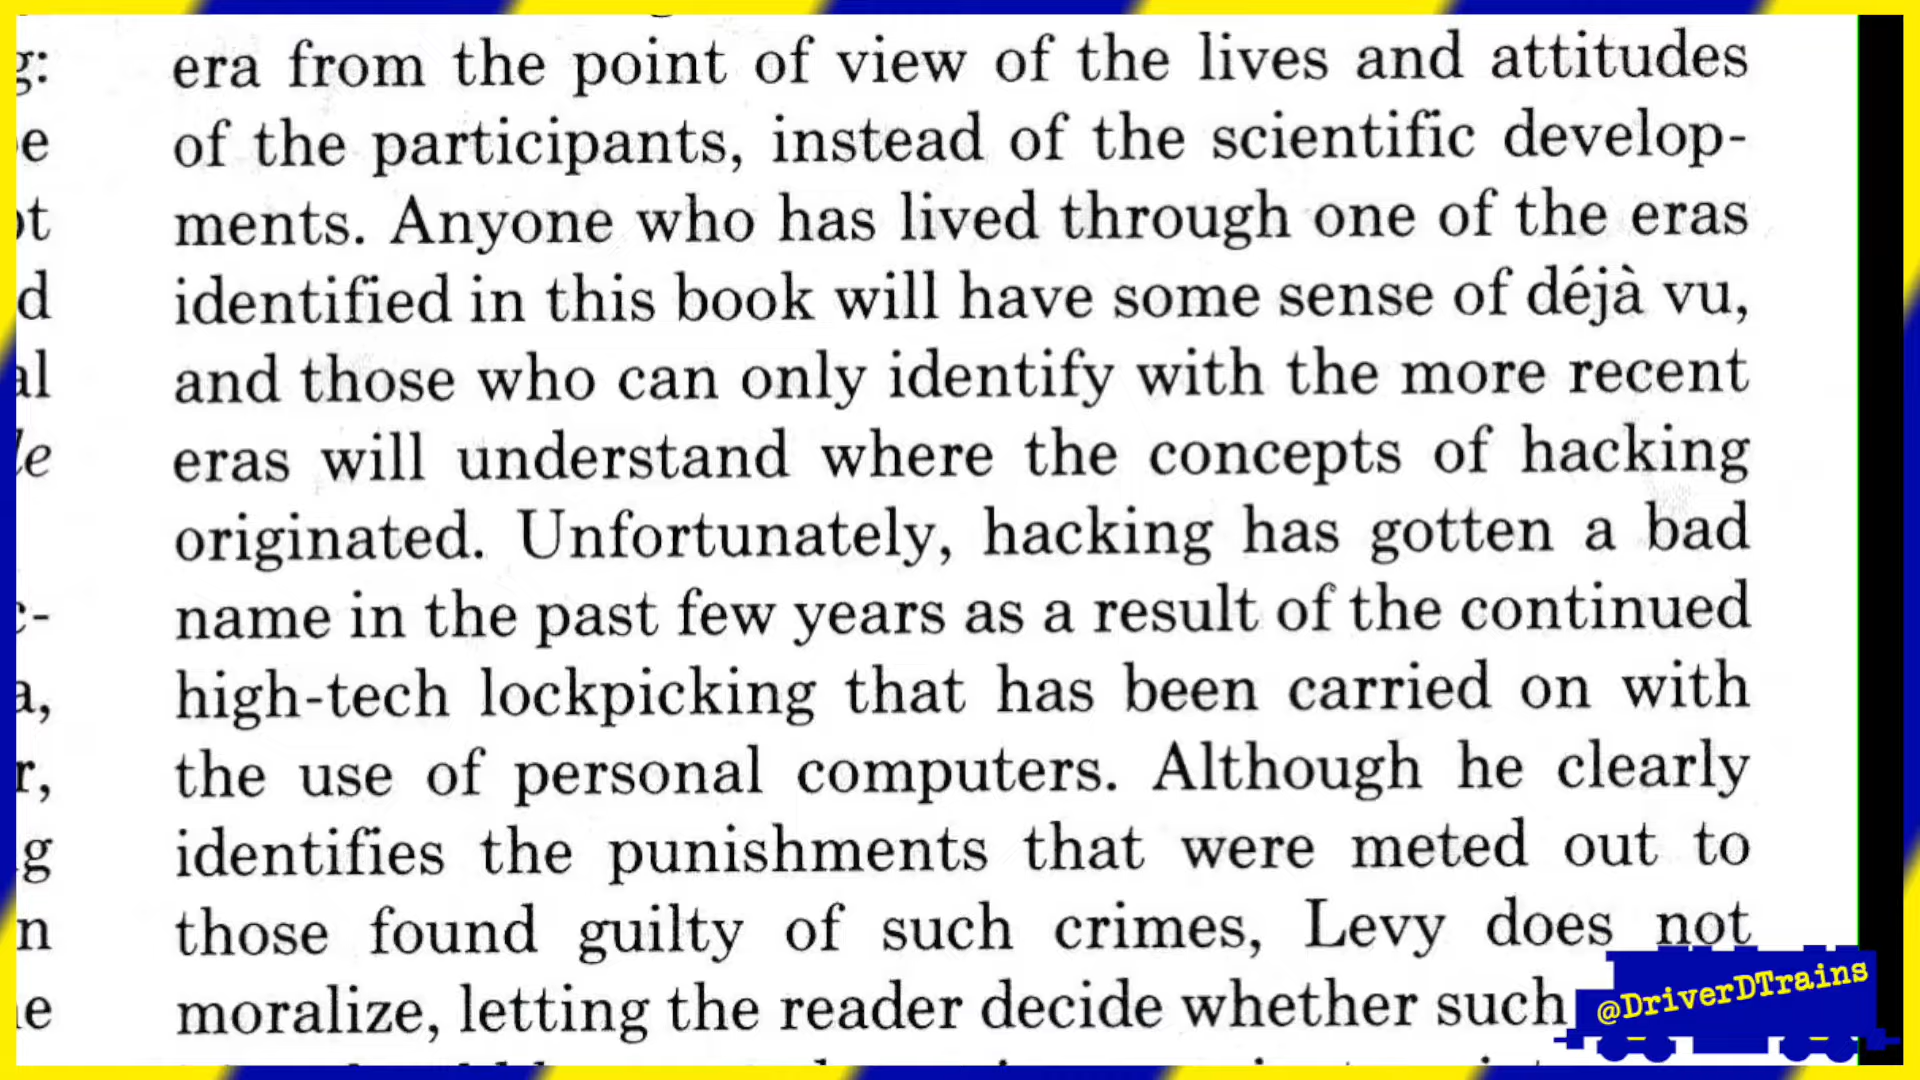 g:
e
ot
d
al
le
c-
a,
r,
g
n
e
era from the point of view of the lives and attitudes
of the participants, instead of the scientific develop-
ments. Anyone who has lived through one of the eras
identified in this book will have some sense of déjà vu,
and those who can only identify with the more recent
eras will understand where the concepts of hacking
originated. Unfortunately, hacking has gotten a bad
name in the past few years as a result of the continued
high-tech lockpicking that has been carried on with
the use of personal computers. Although he clearly
identifies the punishments that were meted out to
those found guilty of such crimes, Levy does not
moralize, letting the reader decide whether such
@DriverDTrains